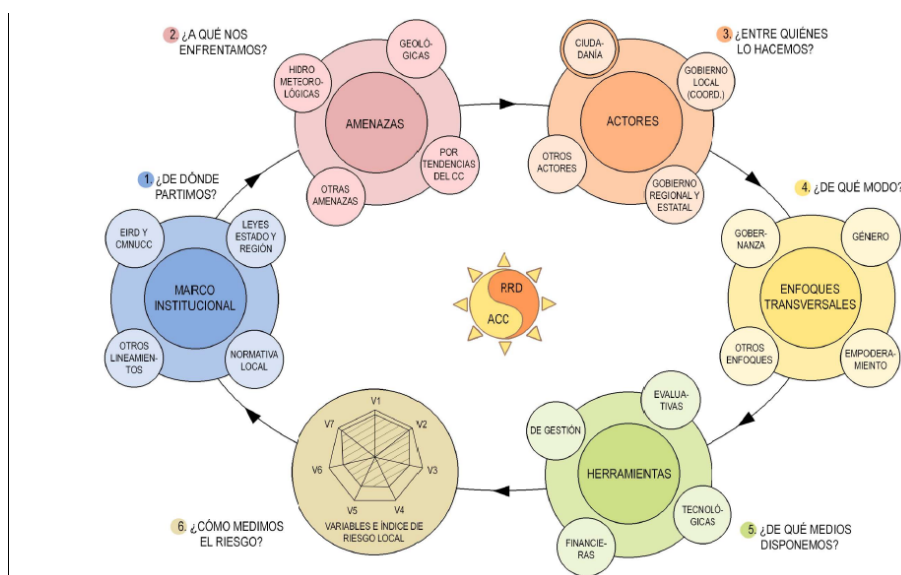 1. ¿DE DÓNDE
PARTIMOS?
EIRD Y
CMNUCC
LEYES
ESTADO Y
REGIÓN
MARCO
INSTITUCIONAL
OTROS
LINEAMIEN-
TOS
NORMATIVA
LOCAL
2. ¿A QUÉ NOS
ENFRENTAMOS?
GEOLÓ-
GICAS
HIDRO
METEORO-
LÓGICAS
AMENAZAS
POR
TENDENCIAS
DEL CC
OTRAS
AMENAZAS
3. ¿ENTRE QUIÉNES
LO HACEMOS?
CIUDA-
DANÍA
GOBIERNO
LOCAL
(COORD.)
ACTORES
OTROS
ACTORES
GOBIERNO
REGIONAL Y
ESTATAL
4. ¿DE QUÉ MODO?
GOBER-
NANZA
GÉNERO
ENFOQUES
TRANSVERSALES
OTROS
ENFOQUES
EMPODERA-
MIENTO
RRD
ACC
5. ¿DE QUÉ MEDIOS
DISPONEMOS?
EVALUA-
TIVAS
DE GESTIÓN
HERRAMIENTAS
TECNOLÓ-
GICAS
FINANCIE-
RAS
6. ¿CÓMO MEDIMOS
EL RIESGO?
V1
V7
V2
V6
V3
V5
V4
VARIABLES E ÍNDICE DE
RIESGO LOCAL